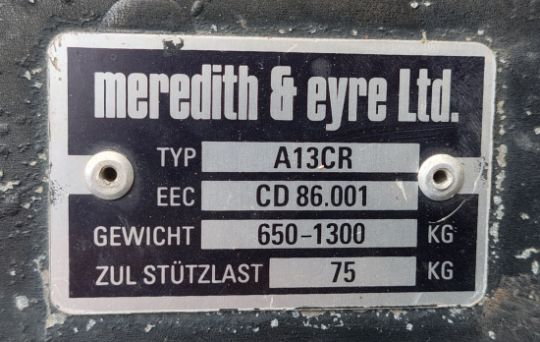 meredith & eyre Ltd.
TYP A13CR
EEC CD 86.001
GEWICHT 650-1300 KG
ZUL STÜTZLAST 75 KG